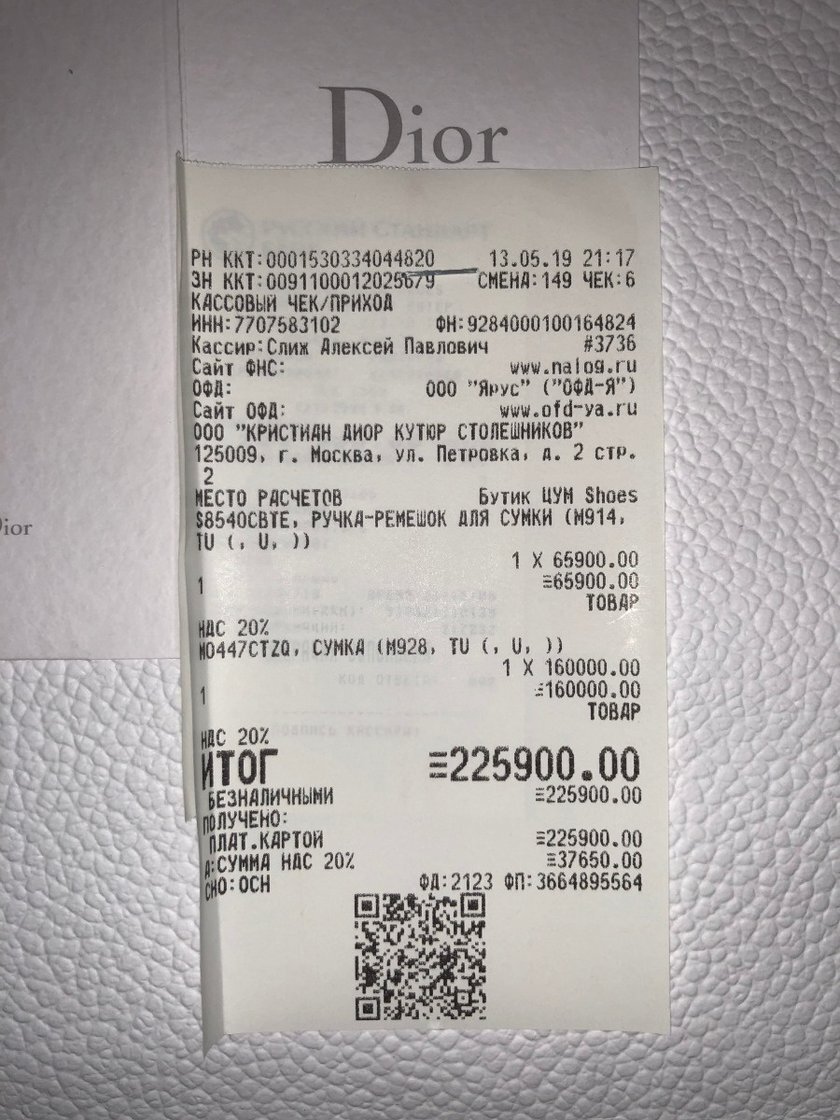 Dior
РН ККТ:0001530334044820 13.05.19 21:17
ЗН ККТ:0091100012025679 СМЕНА:149 ЧЕК:6
КАССОВЫЙ ЧЕК/ПРИХОД
ИНН:7707583102 ФН:9284000100164824
Кассир:Слиж Алексей Павлович #3736
Сайт ФНС: www.nalog.ru
ОФД: ООО "Ярус" ("ОФД-Я")
Сайт ОФД: www.ofd-ya.ru
ООО "КРИСТИАН ДИОР КУТЮР СТОЛЕШНИКОВ"
125009, г. Москва, ул. Петровка, д. 2 стр.
2
МЕСТО РАСЧЕТОВ Бутик ЦУМ Shoes
S8540CBTE, РУЧКА-РЕМЕШОК ДЛЯ СУМКИ (M914,
TU (, U, ))
1 X 65900.00
1 =65900.00
ТОВАР
НДС 20%
M0447CTZQ, СУМКА (M928, TU (, U, ))
1 X 160000.00
1 =160000.00
ТОВАР
НДС 20%
ИТОГ =225900.00
БЕЗНАЛИЧНЫМИ =225900.00
ПОЛУЧЕНО:
ПЛАТ.КАРТОЙ =225900.00
А:СУММА НДС 20% =37650.00
СНО:ОСН ФД:2123 ФП:3664895564
Dior